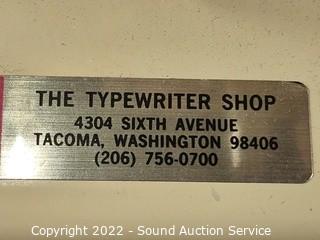 THE TYPEWRITER SHOP
4304 SIXTH AVENUE
TACOMA, WASHINGTON 98406
(206) 756-0700
Copyright 2022 - Sound Auction Service